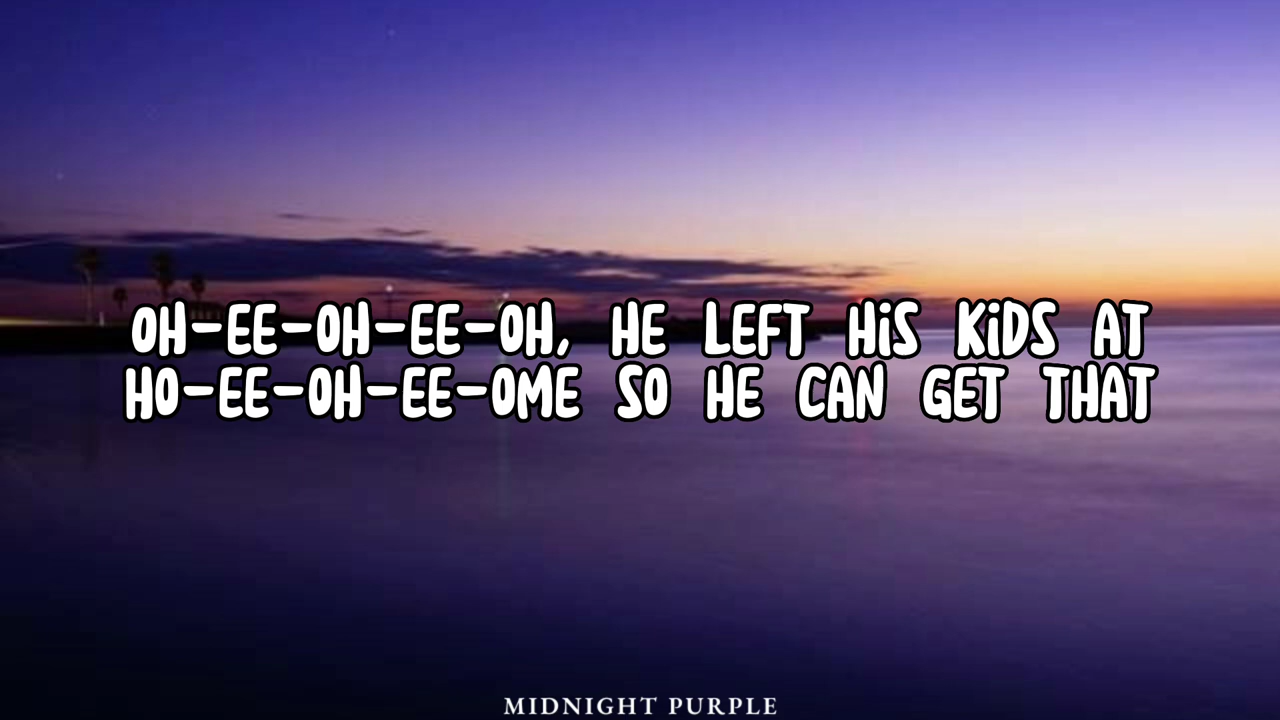 OH-EE-OH-EE-OH, HE LEFT HiS KiDS AT
HO-EE-OH-EE-OME SO HE CAN GET THAT
MIDNIGHT PURPLE